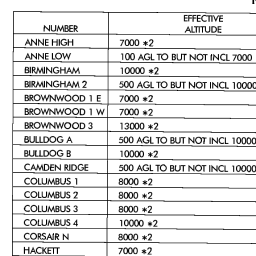 NUMBER EFFECTIVE ALTITUDE
ANNE HIGH 7000 *2
ANNE LOW 100 AGL TO BUT NOT INCL 7000
BIRMINGHAM 10000 *2
BIRMINGHAM 2 500 AGL TO BUT NOT INCL 10000
BROWNWOOD 1 E 7000 *2
BROWNWOOD 1 W 7000 *2
BROWNWOOD 3 13000 *2
BULLDOG A 500 AGL TO BUT NOT INCL 10000
BULLDOG B 10000 *2
CAMDEN RIDGE 500 AGL TO BUT NOT INCL 10000
COLUMBUS 1 8000 *2
COLUMBUS 2 8000 *2
COLUMBUS 3 8000 *2
COLUMBUS 4 10000 *2
CORSAIR N 8000 *2
HACKETT 7000 *2